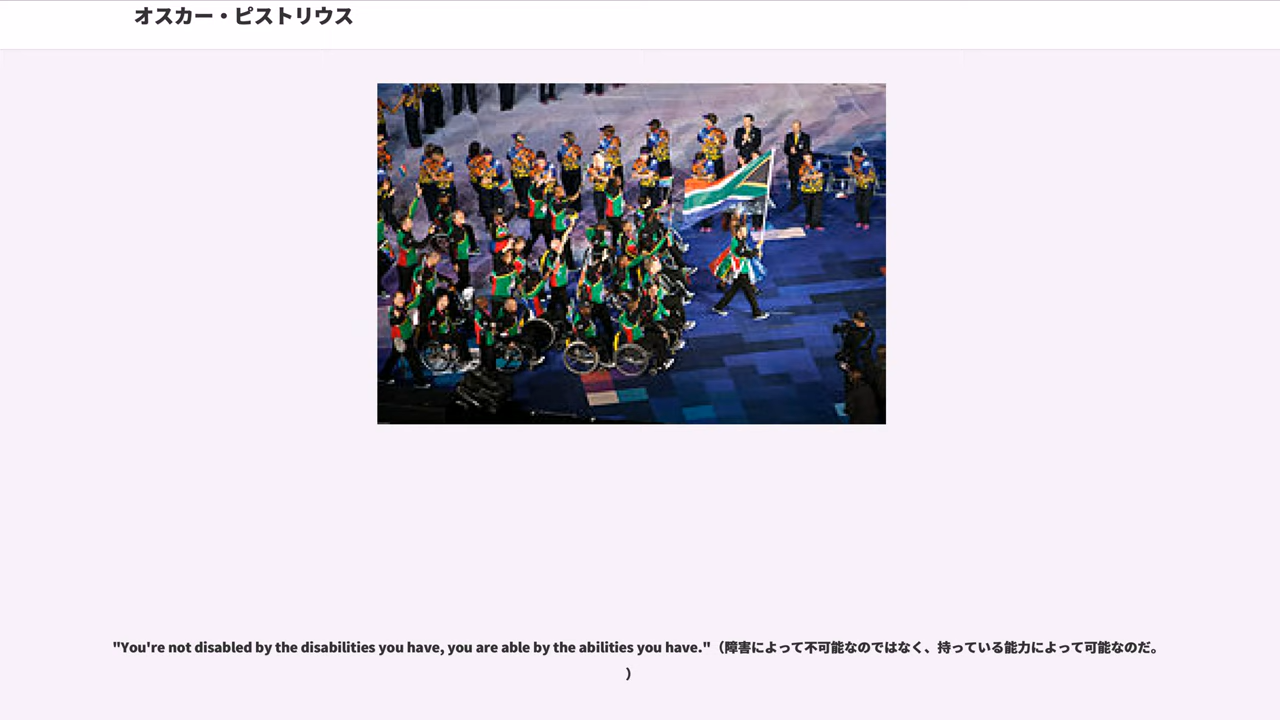 オスカー・ピストリウス
"You're not disabled by the disabilities you have, you are able by the abilities you have."（障害によって不可能なのではなく、持っている能力によって可能なのだ。
）